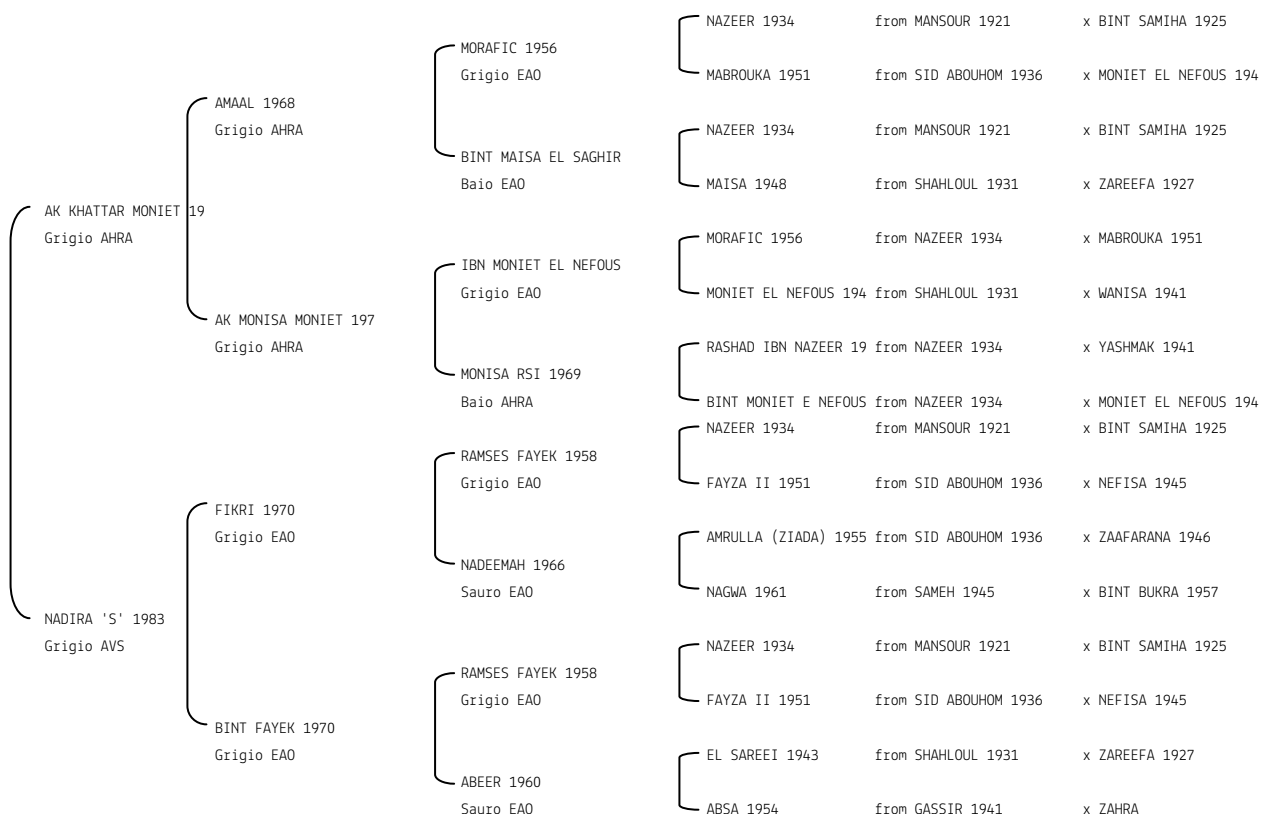 NAZEER 1934 from MANSOUR 1921 x BINT SAMIHA 1925
MORAFIC 1956
Grigio EAO MABROUKA 1951 from SID ABOUHOM 1936 x MONIET EL NEFOUS 194
AMAAL 1968
Grigio AHRA NAZEER 1934 from MANSOUR 1921 x BINT SAMIHA 1925
BINT MAISA EL SAGHIR
Baio EAO MAISA 1948 from SHAHLOUL 1931 x ZAREEFA 1927
AK KHATTAR MONIET 19
Grigio AHRA MORAFIC 1956 from NAZEER 1934 x MABROUKA 1951
IBN MONIET EL NEFOUS
Grigio EAO MONIET EL NEFOUS 194 from SHAHLOUL 1931 x WANISA 1941
AK MONISA MONIET 197
Grigio AHRA RASHAD IBN NAZEER 19 from NAZEER 1934 x YASHMAK 1941
MONISA RSI 1969
Baio AHRA BINT MONIET E NEFOUS from NAZEER 1934 x MONIET EL NEFOUS 194
NAZEER 1934 from MANSOUR 1921 x BINT SAMIHA 1925
RAMSES FAYEK 1958
Grigio EAO FAYZA II 1951 from SID ABOUHOM 1936 x NEFISA 1945
FIKRI 1970
Grigio EAO AMRULLA (ZIADA) 1955 from SID ABOUHOM 1936 x ZAAFARANA 1946
NADEEMAH 1966
Sauro EAO NAGWA 1961 from SAMEH 1945 x BINT BUKRA 1957
NADIRA 'S' 1983
Grigio AVS NAZEER 1934 from MANSOUR 1921 x BINT SAMIHA 1925
RAMSES FAYEK 1958
Grigio EAO FAYZA II 1951 from SID ABOUHOM 1936 x NEFISA 1945
BINT FAYEK 1970
Grigio EAO EL SAREEI 1943 from SHAHLOUL 1931 x ZAREEFA 1927
ABEER 1960
Sauro EAO ABSA 1954 from GASSIR 1941 x ZAHRA